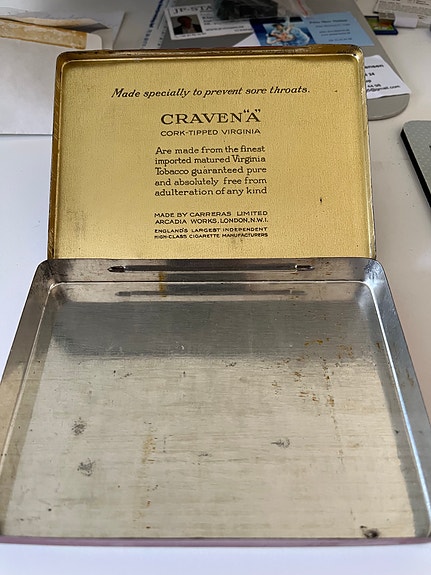 Made specially to prevent sore throats.
CRAVEN "A"
CORK-TIPPED VIRGINIA
Are made from the finest
imported matured Virginia
Tobacco guaranteed pure
and absolutely free from
adulteration of any kind
MADE BY CARRERAS LIMITED
ARCADIA WORKS, LONDON, N.W.1.
ENGLAND'S LARGEST INDEPENDENT
HIGH-CLASS CIGARETTE MANUFACTURERS